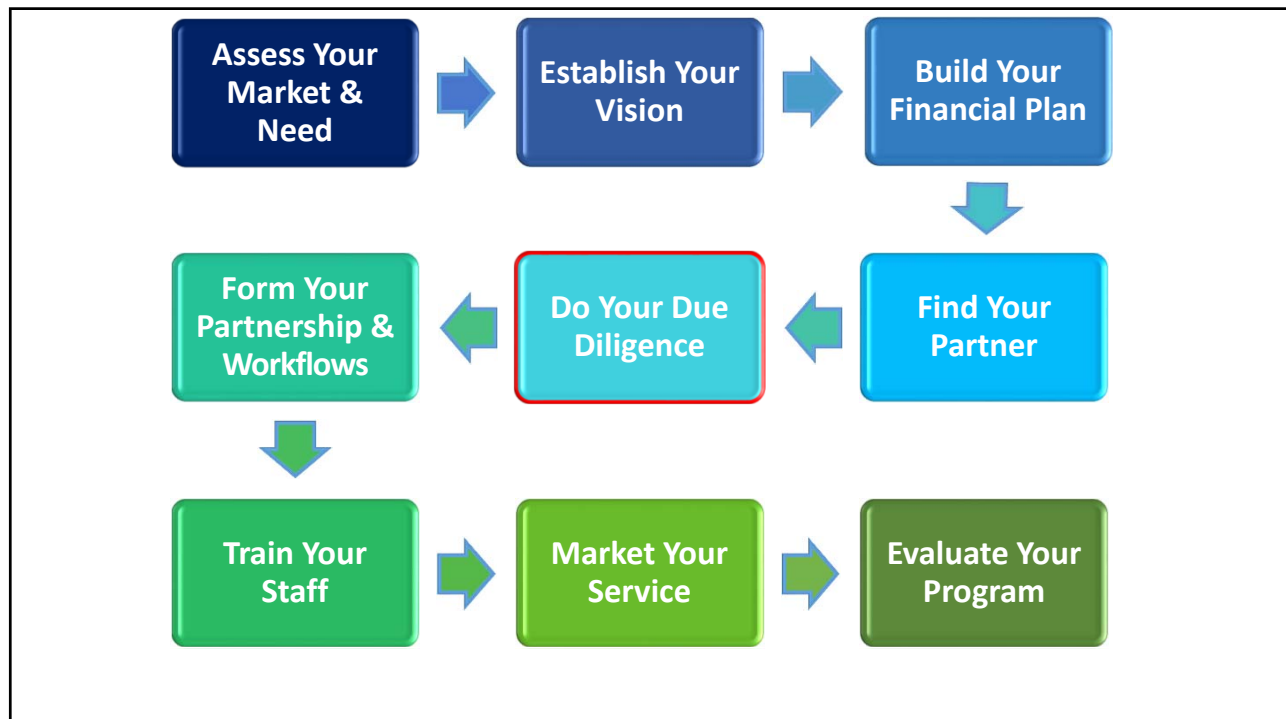 Assess Your
Market &
Need
Establish Your
Vision
Build Your
Financial Plan
Find Your
Partner
Do Your Due
Diligence
Form Your
Partnership &
Workflows
Train Your
Staff
Market Your
Service
Evaluate Your
Program